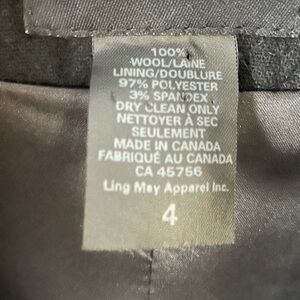 100%
WOOL/LAINE
LINING/DOUBLURE
97% POLYESTER
3% SPANDEX
DRY CLEAN ONLY
NETTOYER À SEC
SEULEMENT
MADE IN CANADA
FABRIQUÉ AU CANADA
CA 45756
Ling May Apparel Inc.
4